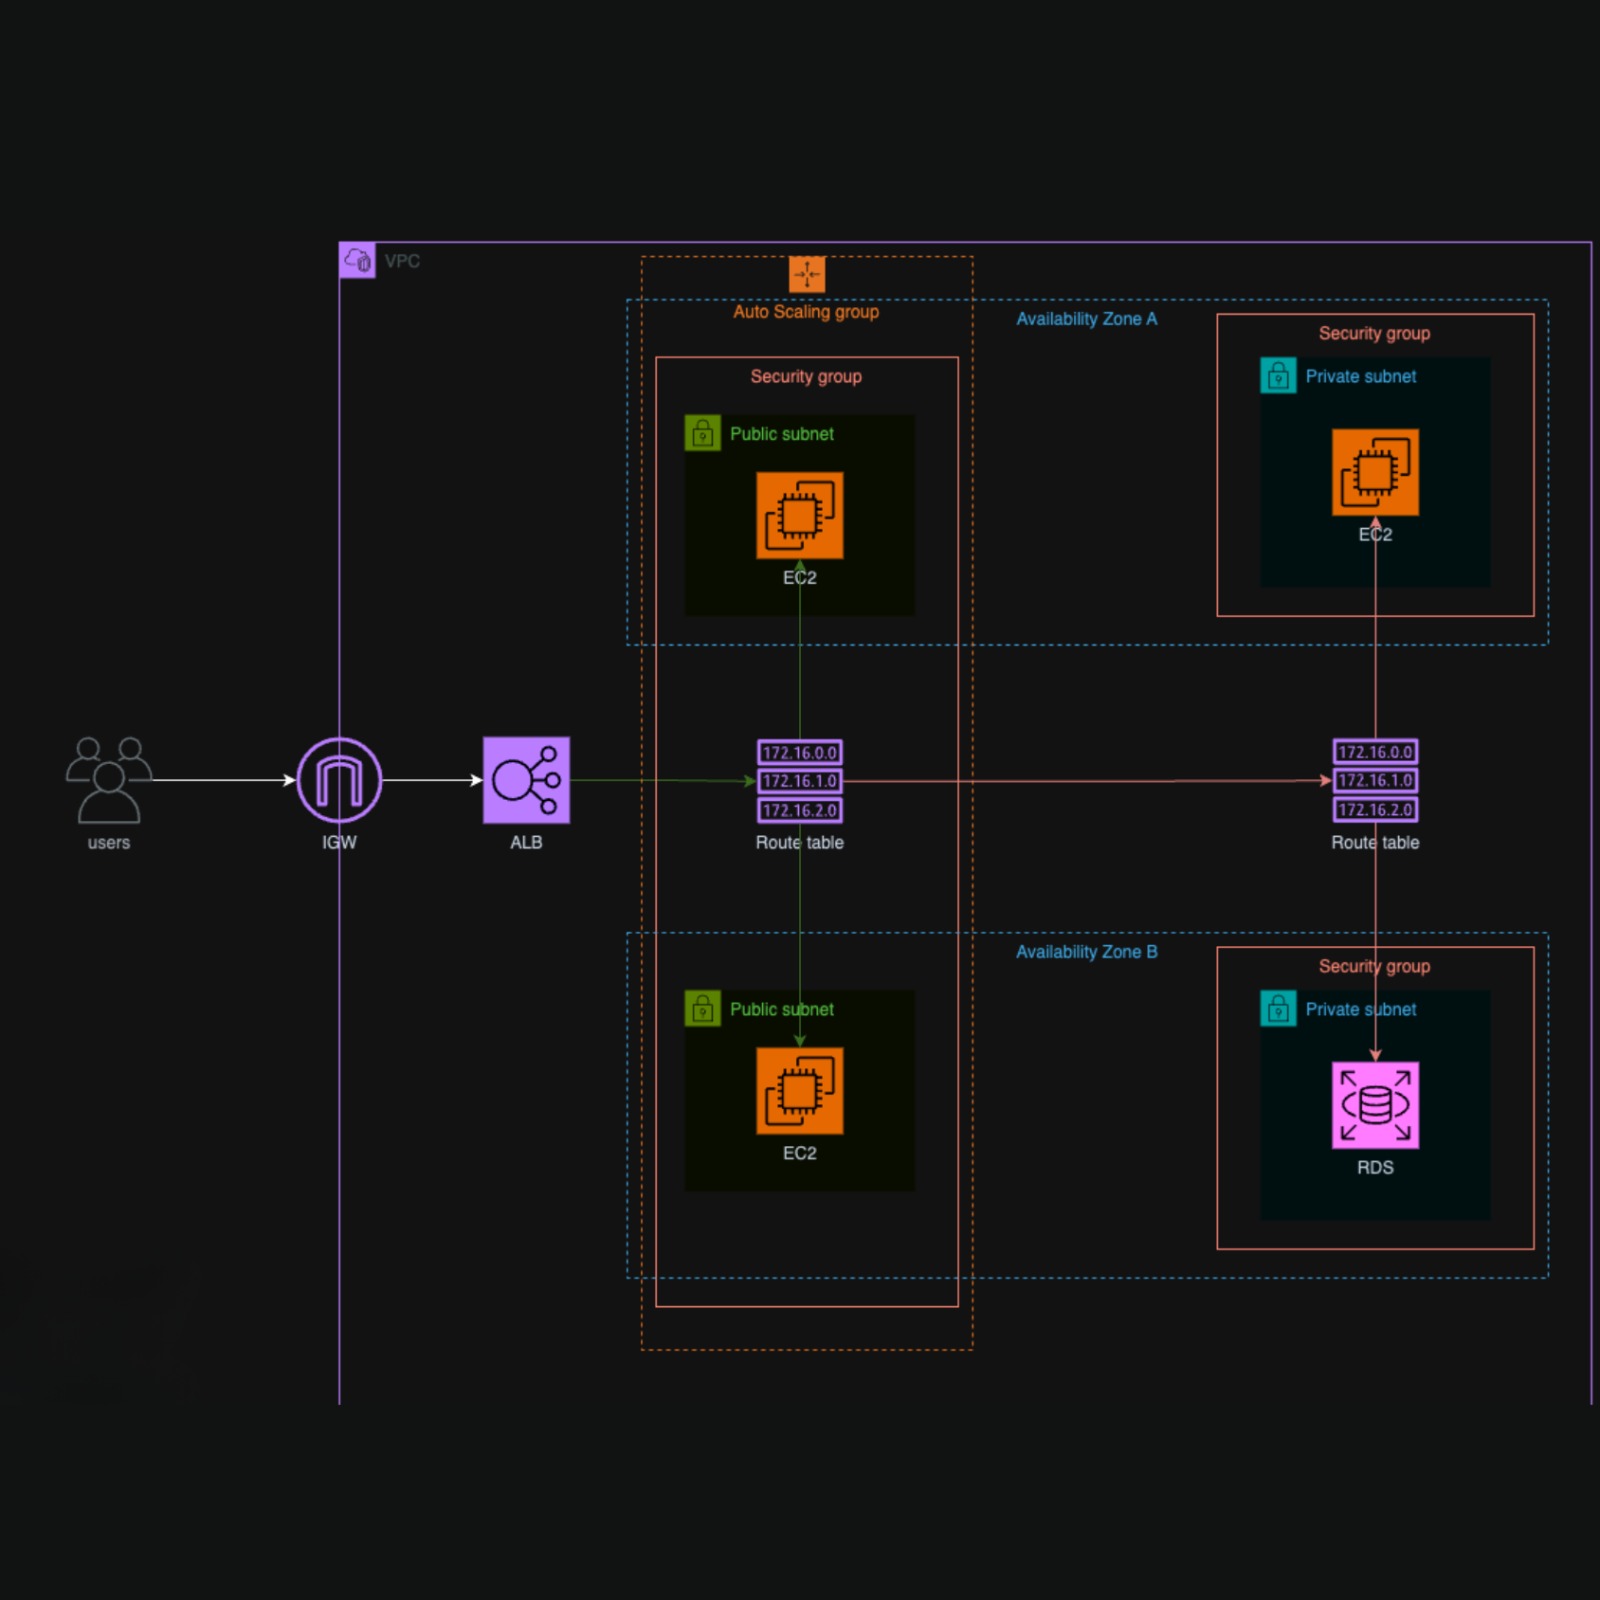 VPC
Auto Scaling group
Availability Zone A
Security group
Security group
Private subnet
Public subnet
EC2
EC2
172.16.0.0
172.16.1.0
172.16.2.0
Route table
172.16.0.0
172.16.1.0
172.16.2.0
Route table
users
IGW
ALB
Availability Zone B
Security group
Public subnet
Private subnet
EC2
RDS